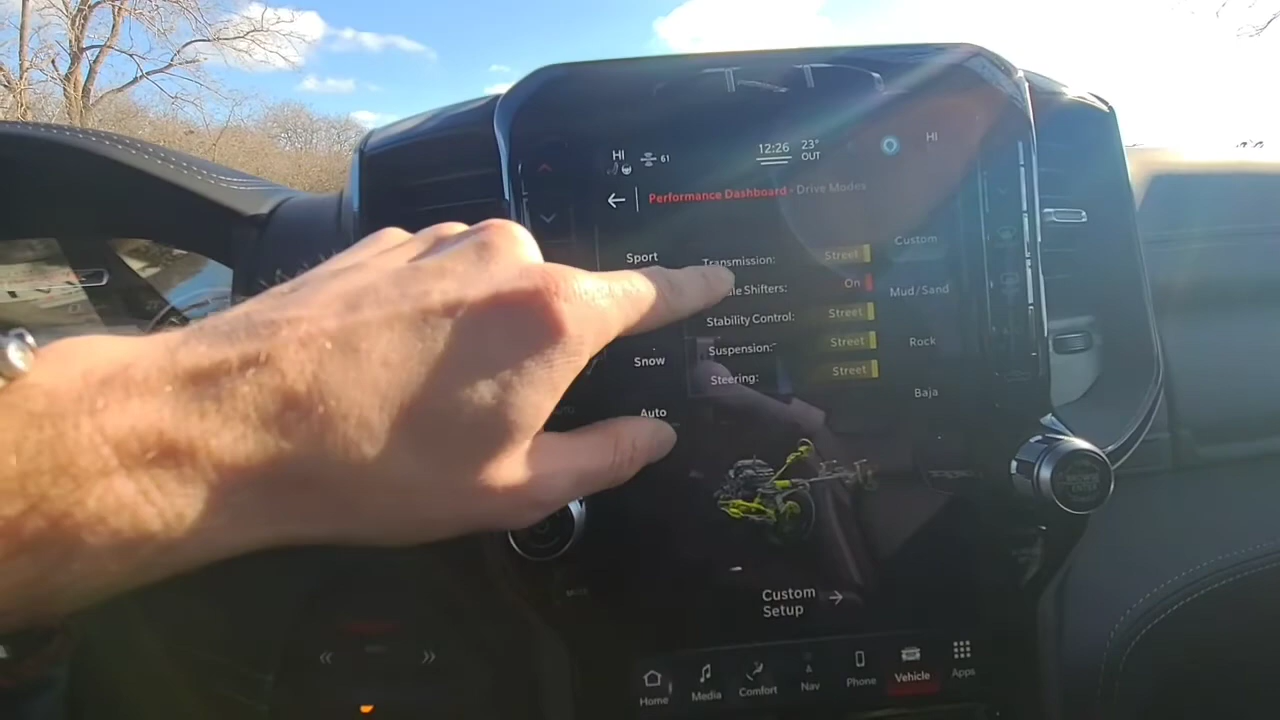 HI
61
12:26
23°
OUT
HI
Performance Dashboard - Drive Modes
Sport
Snow
Auto
Transmission: Street
Shifters: On
Stability Control: Street
Suspension: Street
Steering: Street
Custom
Mud/Sand
Rock
Baja
Custom
Setup
Home
Media
Comfort
Nav
Phone
Vehicle
Apps